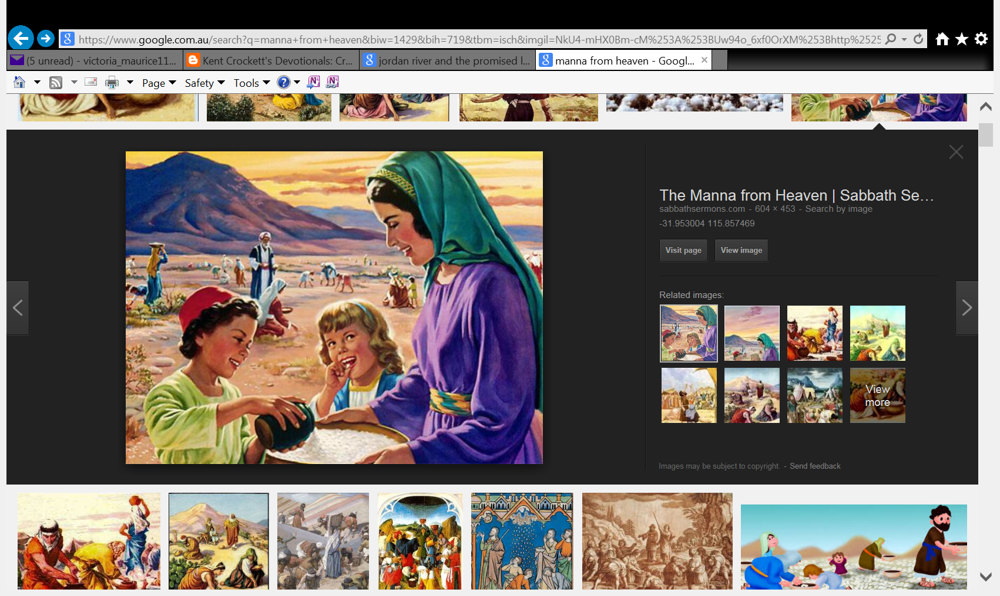 https://www.google.com.au/search?q=manna+from+heaven&biw=1429&bih=719&tbm=isch&imgil=NkU4-mHX0Bm-cM%253A%253BUw94o_6xf0OrXM%253Bhttp%2525
(5 unread) - victoria_maurice11...
Kent Crockett's Devotionals: Cr...
jordan river and the promised l...
manna from heaven - Googl...
Page Safety Tools
The Manna from Heaven | Sabbath Se...
sabbathsermons.com - 604 × 453 - Search by image
-31.953004 115.857469
Visit page View image
Related images:
View
more
Images may be subject to copyright. - Send feedback